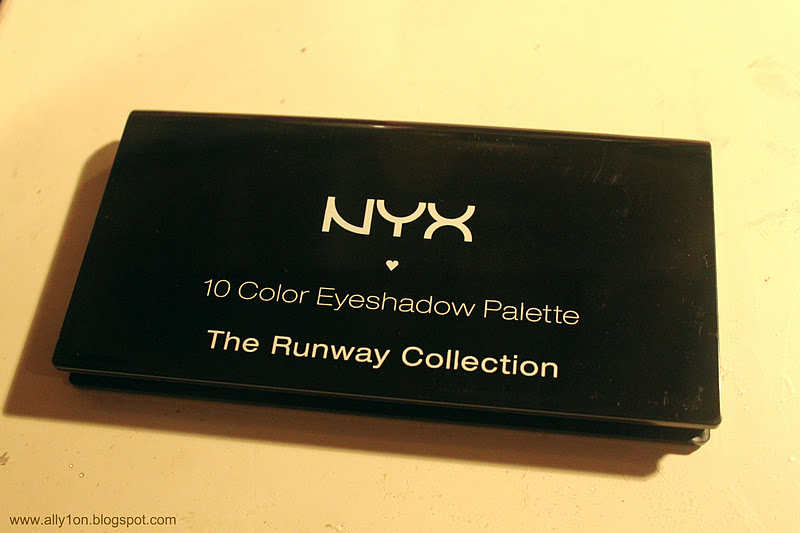 NYX
10 Color Eyeshadow Palette
The Runway Collection
www.ally1on.blogspot.com